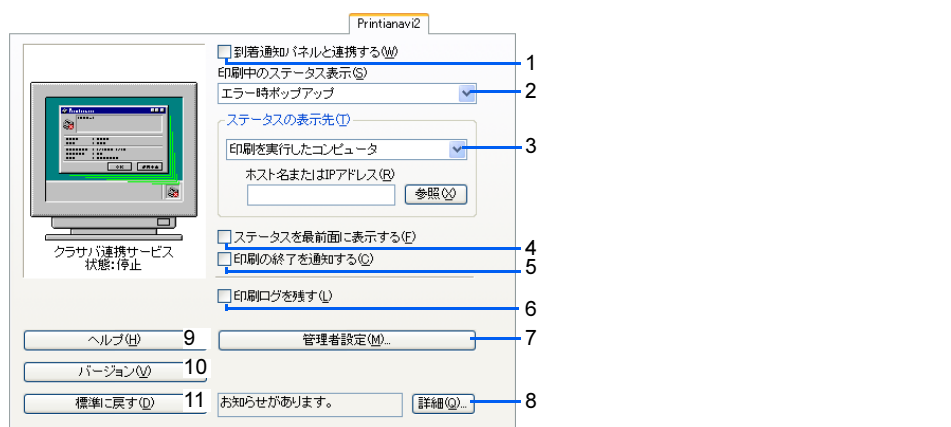 Printianavi2
到着通知パネルと連携する(W)
1
印刷中のステータス表示(S)
エラー時ポップアップ
2
ステータスの表示先(T)
印刷を実行したコンピュータ
3
ホスト名またはIPアドレス(R)
参照(X)
ステータスを最前面に表示する(F)
4
クラサバ連携サービス
状態:停止
印刷の終了を通知する(C)
5
印刷ログを残す(L)
6
ヘルプ(H)
9
管理者設定(M)...
7
バージョン(V)
10
標準に戻す(D)
11
お知らせがあります。
詳細(Q)...
8